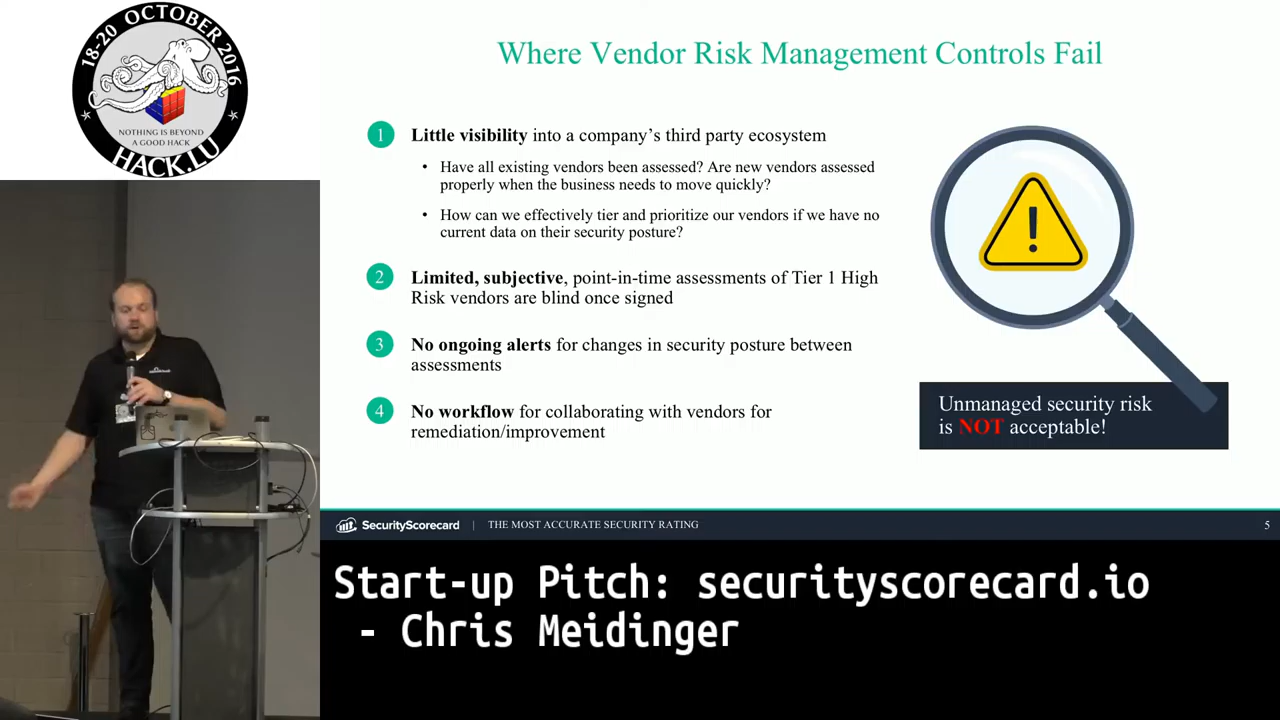 18-20 OCTOBER 2016
NOTHING IS BEYOND
A GOOD HACK
HACK.LU
Where Vendor Risk Management Controls Fail
1 Little visibility into a company’s third party ecosystem
• Have all existing vendors been assessed? Are new vendors assessed
properly when the business needs to move quickly?
• How can we effectively tier and prioritize our vendors if we have no
current data on their security posture?
2 Limited, subjective, point-in-time assessments of Tier 1 High
Risk vendors are blind once signed
3 No ongoing alerts for changes in security posture between
assessments
4 No workflow for collaborating with vendors for
remediation/improvement
!
Unmanaged security risk
is NOT acceptable!
SecurityScorecard | THE MOST ACCURATE SECURITY RATING
5
Start-up Pitch: securityscorecard.io
- Chris Meidinger